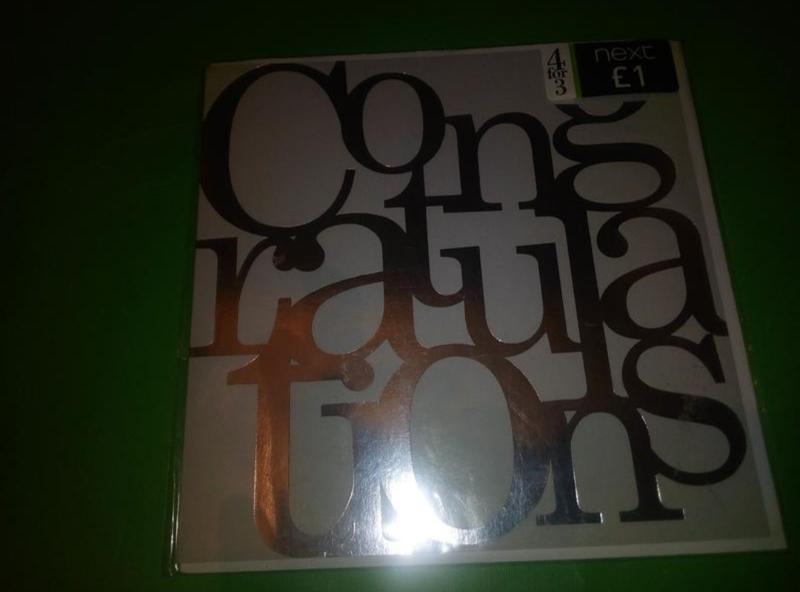 4 for 3
next
£1
Cong
ratula
tions